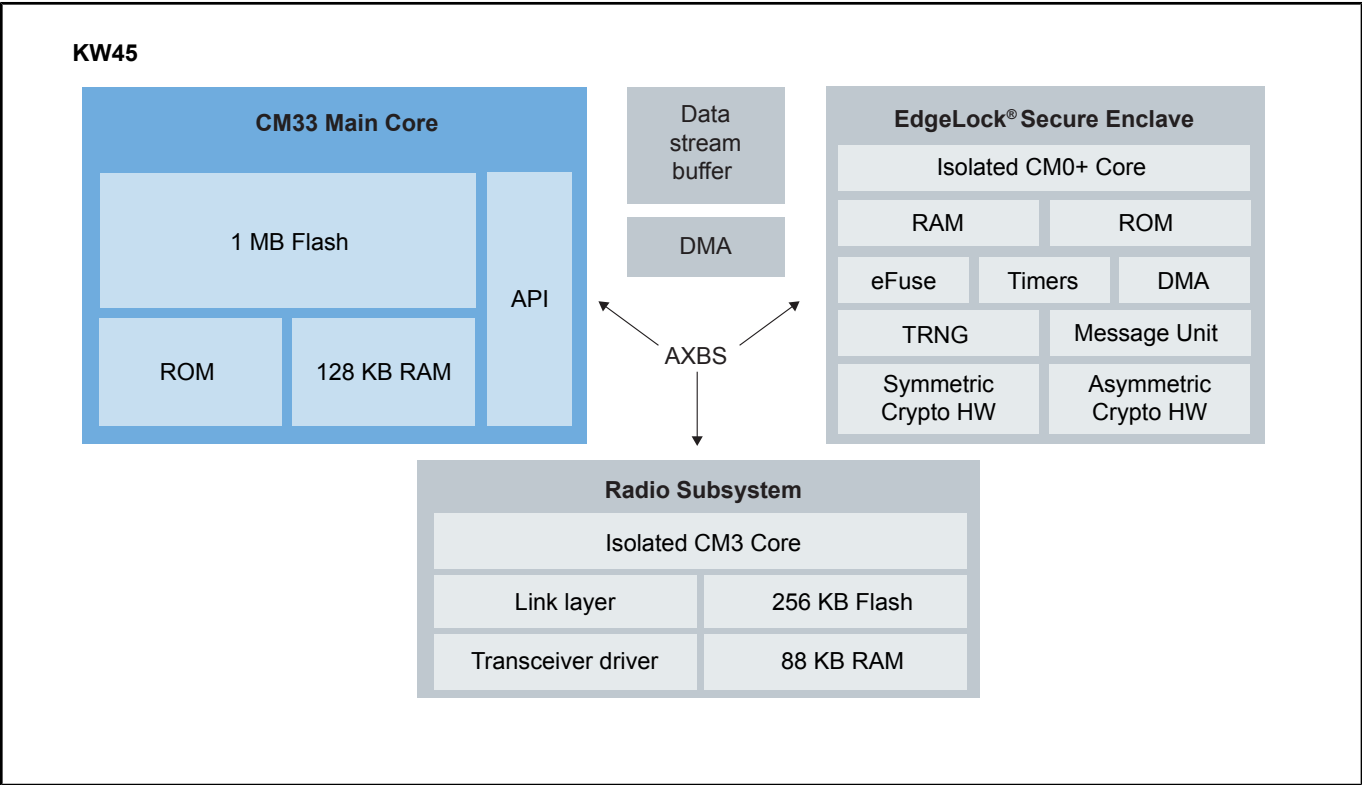 KW45
CM33 Main Core
1 MB Flash
API
ROM
128 KB RAM
Data
stream
buffer
DMA
AXBS
EdgeLock® Secure Enclave
Isolated CM0+ Core
RAM
ROM
eFuse
Timers
DMA
TRNG
Message Unit
Symmetric
Crypto HW
Asymmetric
Crypto HW
Radio Subsystem
Isolated CM3 Core
Link layer
256 KB Flash
Transceiver driver
88 KB RAM